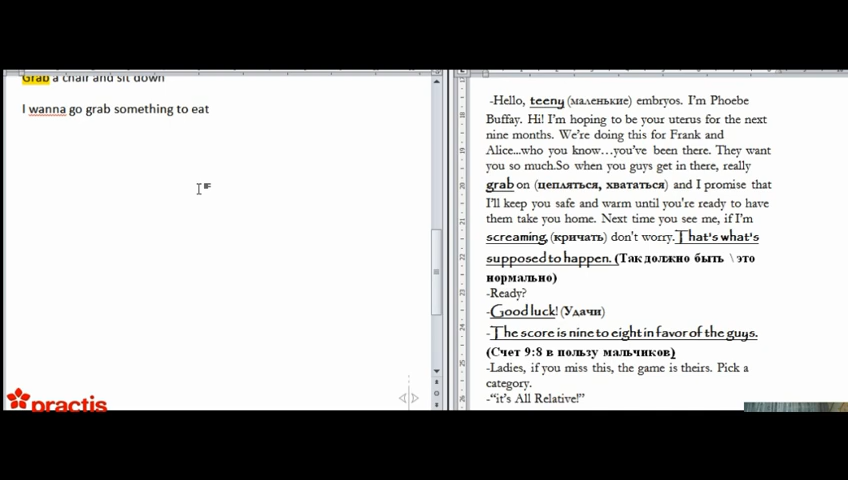 Grab a chair and sit down
I wanna go grab something to eat
practis
-Hello, teeny (маленькие) embryos. I'm Phoebe
Buffay. Hi! I'm hoping to be your uterus for the next
nine months. We're doing this for Frank and
Alice...who you know…you've been there. They want
you so much.So when you guys get in there, really
grab on (цепляться, хвататься) and I promise that
I'll keep you safe and warm until you're ready to have
them take you home. Next time you see me, if I'm
screaming, (кричать) don't worry.That's what's
supposed to happen. (Так должно быть \ это
нормально)
-Ready?
-Good luck! (Удачи)
-The score is nine to eight in favor of the guys.
(Счет 9:8 в пользу мальчиков)
-Ladies, if you miss this, the game is theirs. Pick a
category.
-“it's All Relative!”